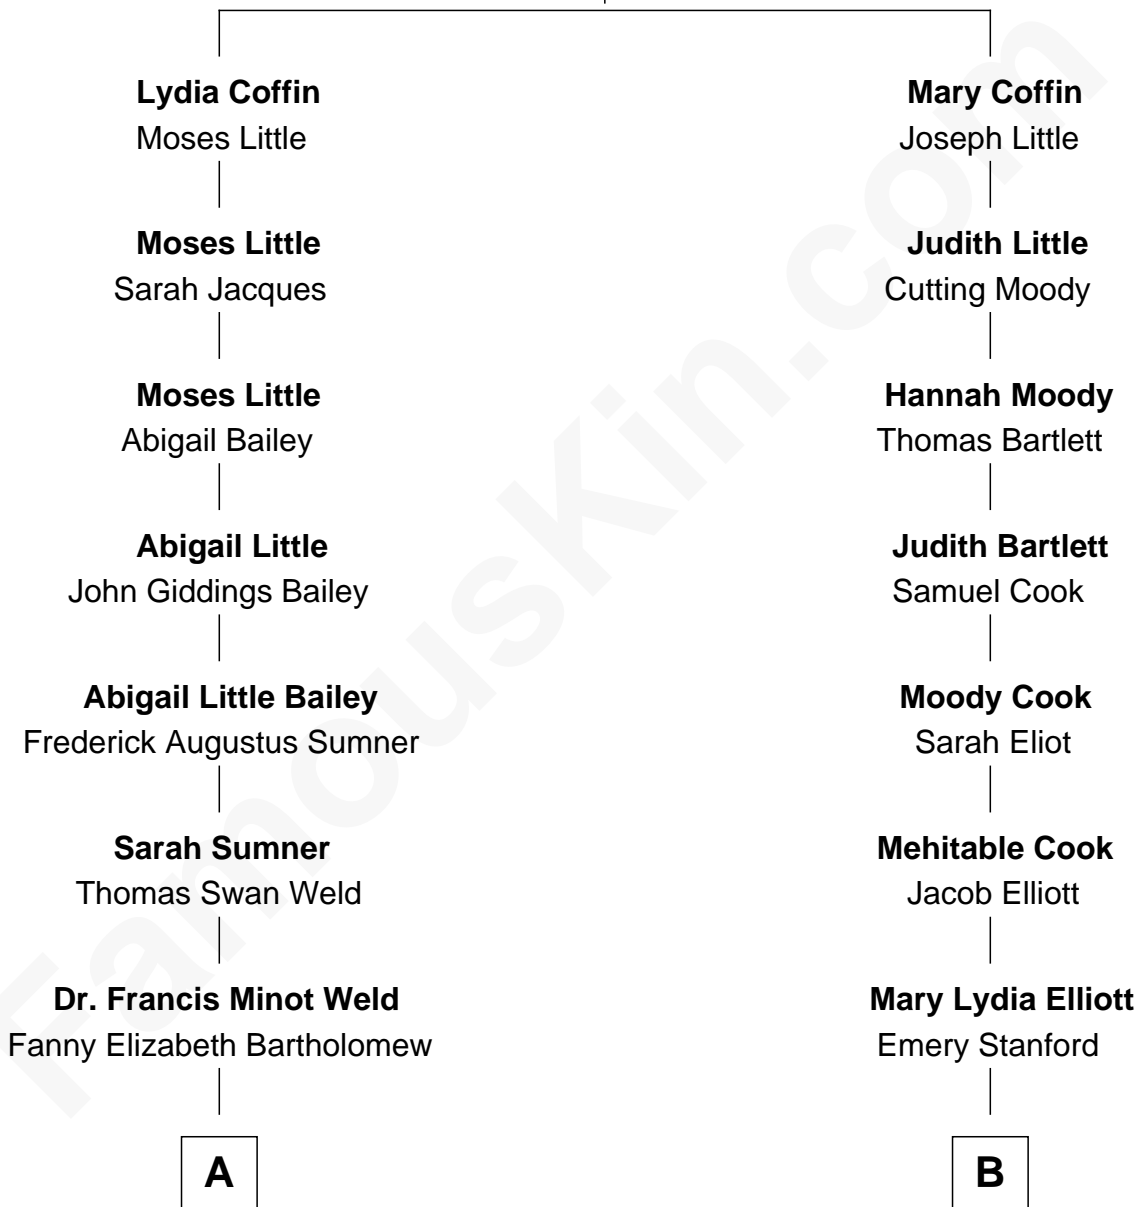 Lydia Coffin
Moses Little
Mary Coffin
Joseph Little
Moses Little
Sarah Jacques
Judith Little
Cutting Moody
Moses Little
Abigail Bailey
Hannah Moody
Thomas Bartlett
Abigail Little
John Giddings Bailey
Judith Bartlett
Samuel Cook
Abigail Little Bailey
Frederick Augustus Sumner
Moody Cook
Sarah Eliot
Sarah Sumner
Thomas Swan Weld
Mehitable Cook
Jacob Elliott
Dr. Francis Minot Weld
Fanny Elizabeth Bartholomew
Mary Lydia Elliott
Emery Stanford
A
B
FamousKin.com